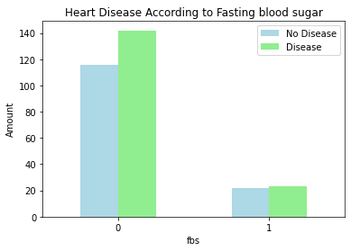 Heart Disease According to Fasting blood sugar
No Disease
Disease
140
120
100
80
60
40
20
0
Amount
0 1
fbs